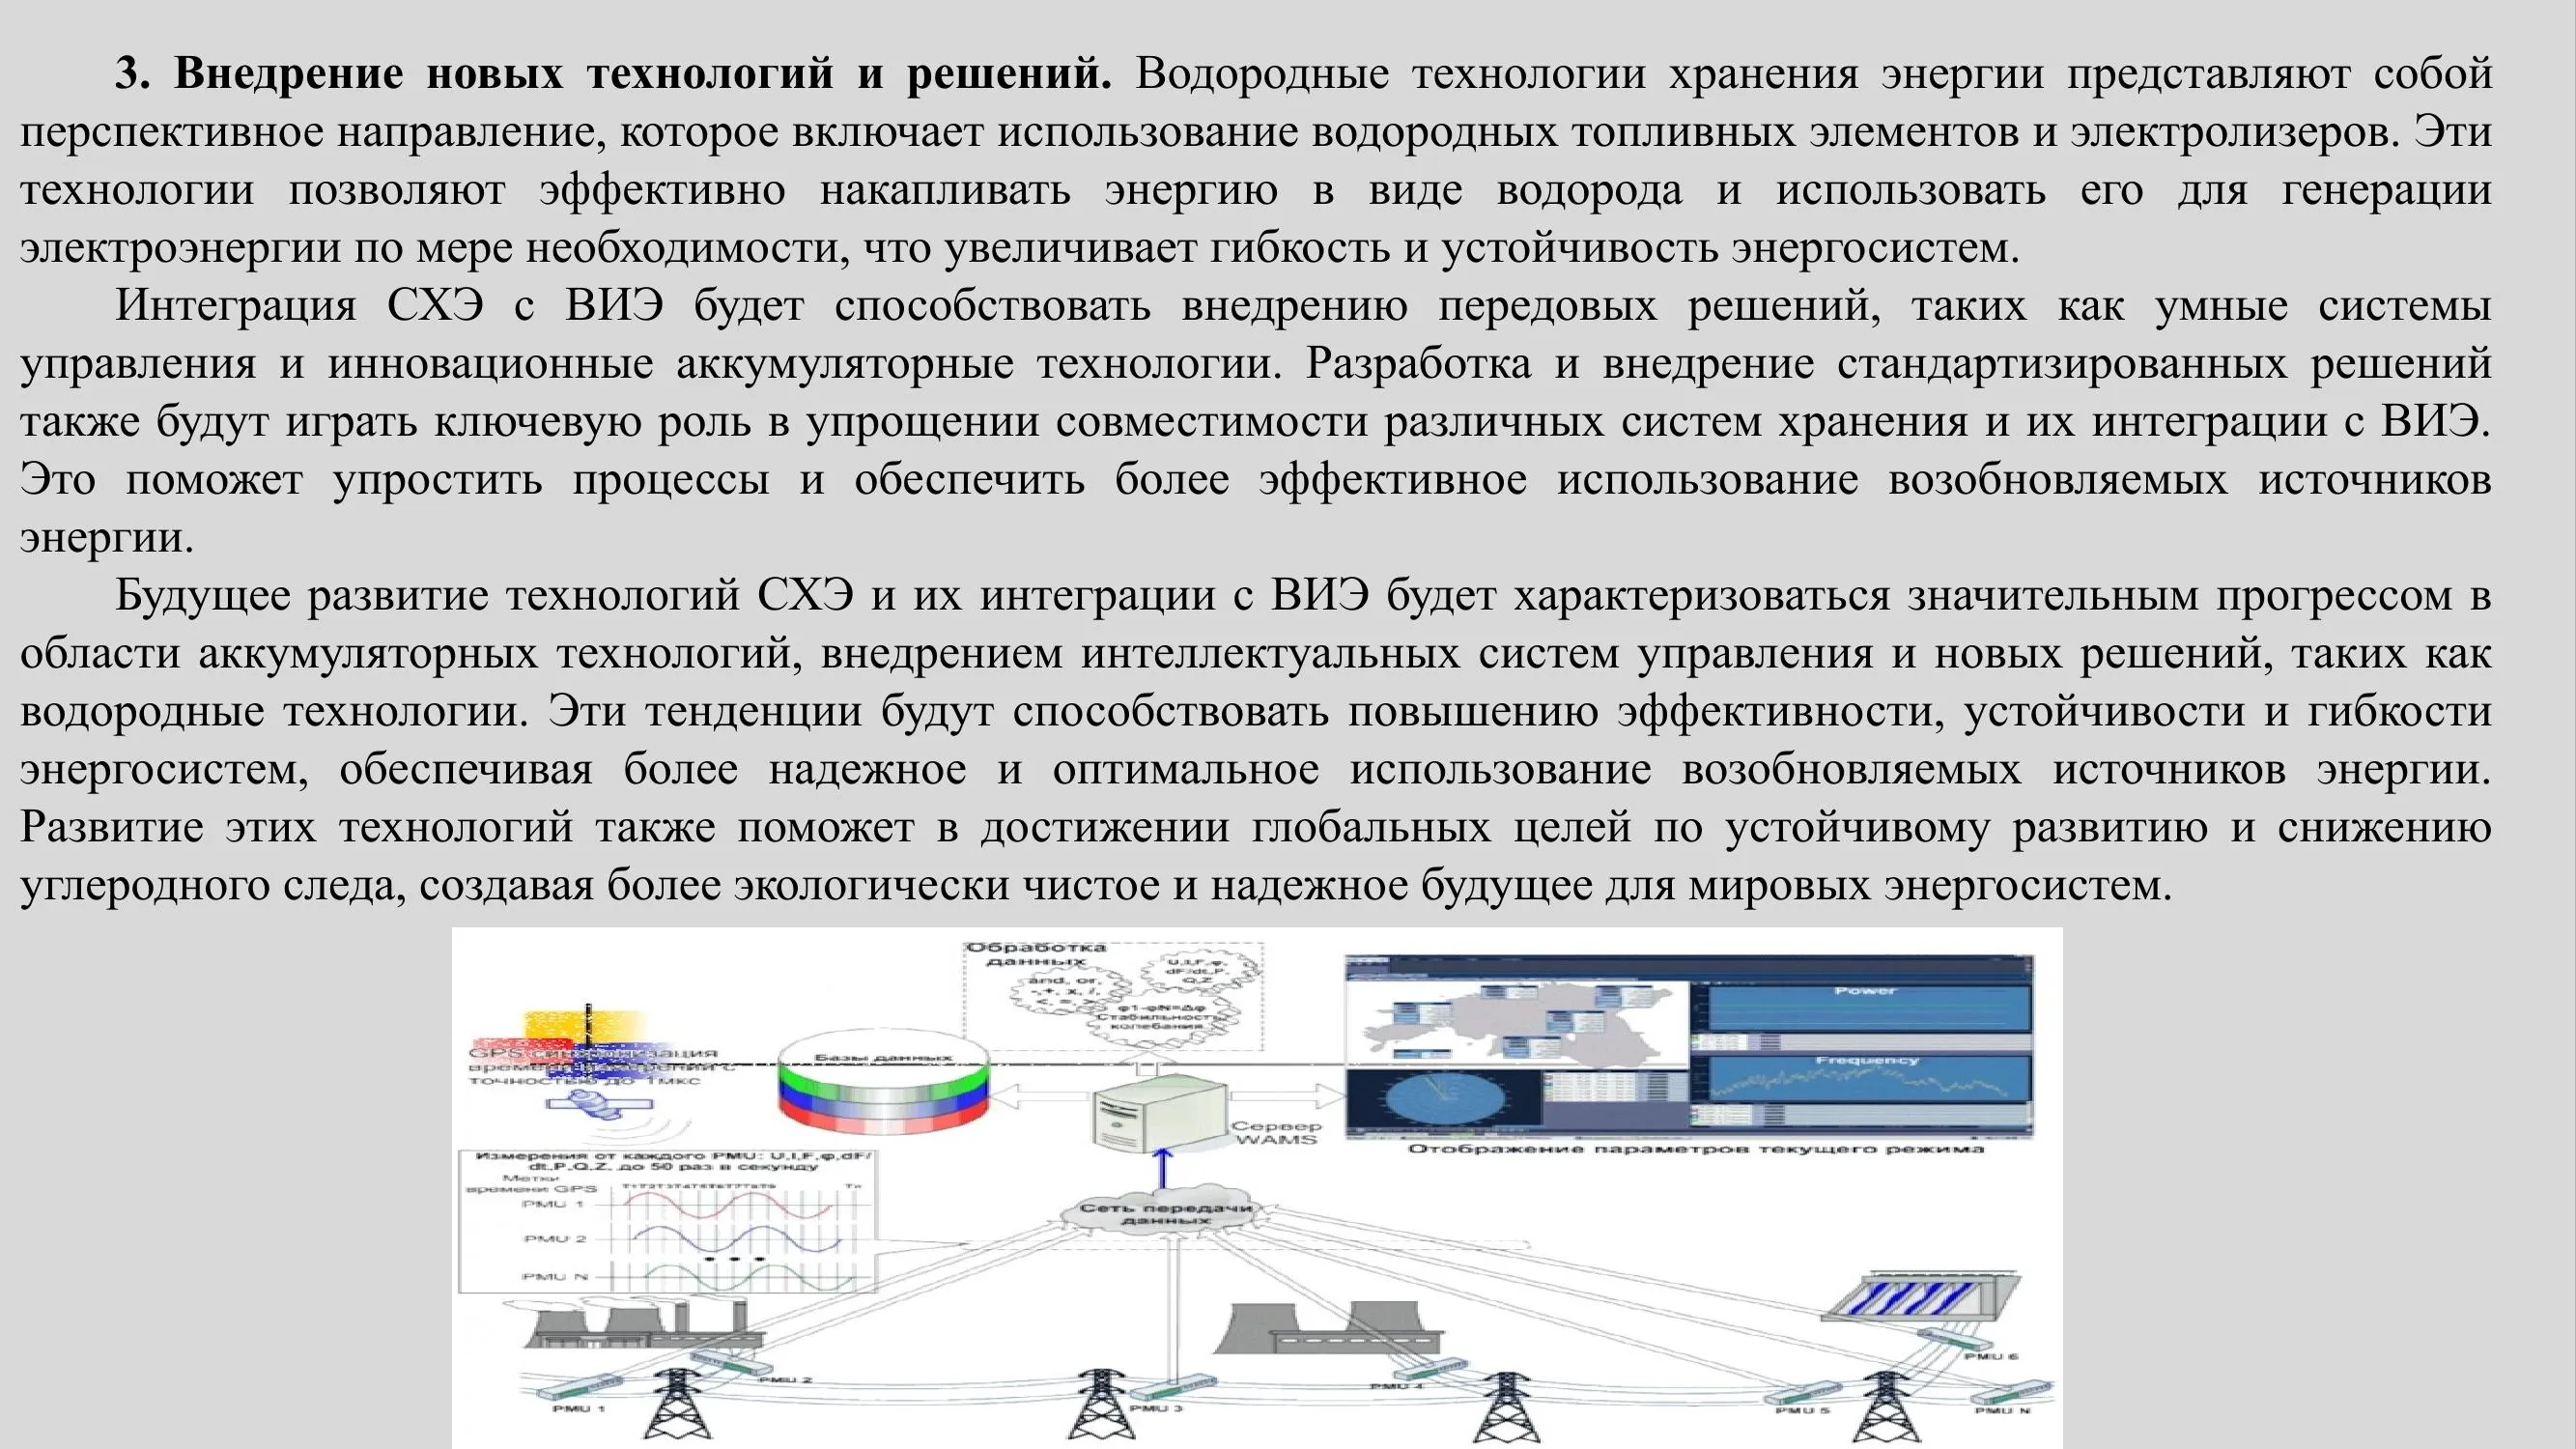 3. Внедрение новых технологий и решений. Водородные технологии хранения энергии представляют собой
перспективное направление, которое включает использование водородных топливных элементов и электролизеров. Эти
технологии позволяют эффективно накапливать энергию в виде водорода и использовать его для генерации
электроэнергии по мере необходимости, что увеличивает гибкость и устойчивость энергосистем.
Интеграция СХЭ с ВИЭ будет способствовать внедрению передовых решений, таких как умные системы
управления и инновационные аккумуляторные технологии. Разработка и внедрение стандартизированных решений
также будут играть ключевую роль в упрощении совместимости различных систем хранения и их интеграции с ВИЭ.
Это поможет упростить процессы и обеспечить более эффективное использование возобновляемых источников
энергии.
Будущее развитие технологий СХЭ и их интеграции с ВИЭ будет характеризоваться значительным прогрессом в
области аккумуляторных технологий, внедрением интеллектуальных систем управления и новых решений, таких как
водородные технологии. Эти тенденции будут способствовать повышению эффективности, устойчивости и гибкости
энергосистем, обеспечивая более надежное и оптимальное использование возобновляемых источников энергии.
Развитие этих технологий также поможет в достижении глобальных целей по устойчивому развитию и снижению
углеродного следа, создавая более экологически чистое и надежное будущее для мировых энергосистем.
Обработка
данных
and, or,
U,I,F,φ,
dF/dt,P,
Q,Z
φ1-φN=Δφ
Стабильность
колебания
GPS синхронизация
времени измерений с
точностью до 1мкс
Базы данных
Сервер
WAMS
Power
Frequency
Отображение параметров текущего режима
Измерения от каждого PMU: U,I,F,φ,dF/
dt,P,Q,Z, до 50 раз в секунду
Метки
времени GPS
T1T2T3T4T5T6T7T8T9 Tn
PMU 1
PMU 2
PMU N
Сеть передачи
данных
PMU 1
PMU 2
PMU 3
PMU 4
PMU 5
PMU 6
PMU N